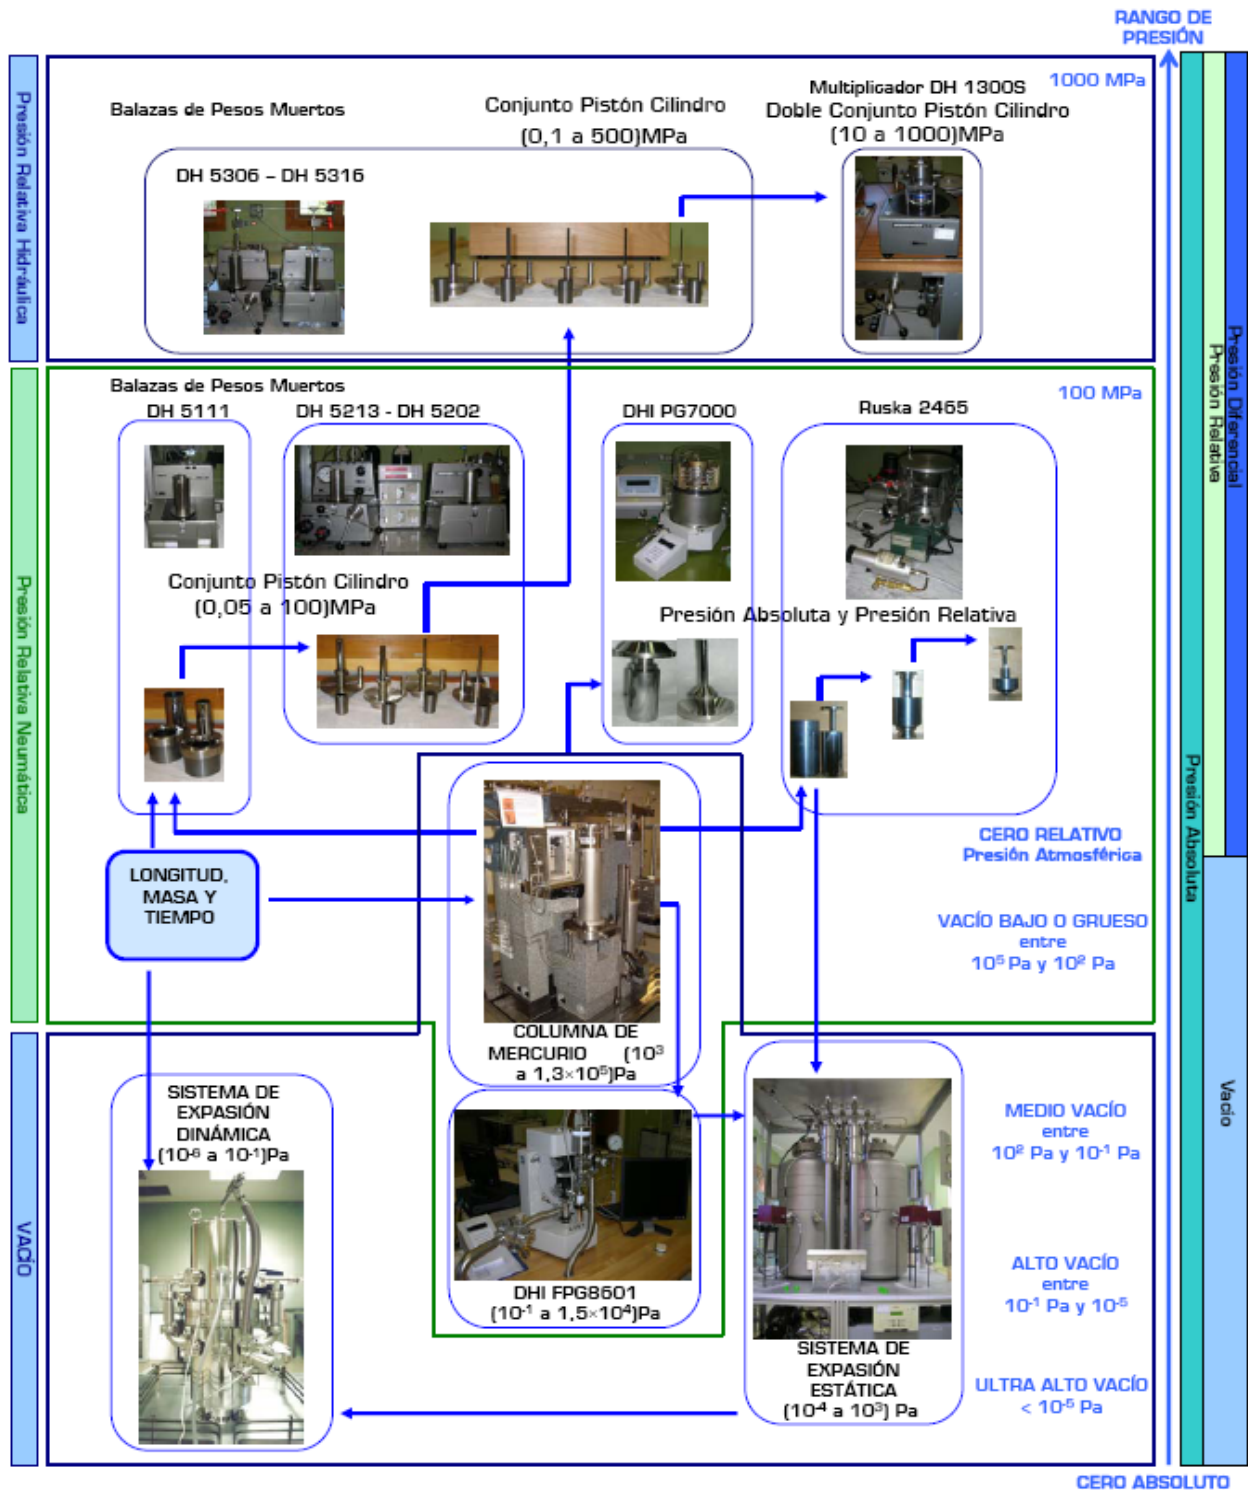 RANGO DE
PRESIÓN
Presión Relativa Hidráulica
1000 MPa
Balazas de Pesos Muertos
Conjunto Pistón Cilindro
(0,1 a 500)MPa
Multiplicador DH 1300S
Doble Conjunto Pistón Cilindro
(10 a 1000)MPa
DH 5306 – DH 5316
Presión Relativa Neumática
Balazas de Pesos Muertos
100 MPa
DH 5111
DH 5213 - DH 5202
DHI PG7000
Ruska 2465
Conjunto Pistón Cilindro
(0,05 a 100)MPa
Presión Absoluta y Presión Relativa
Presión Diferencial
Presión Relativa
Presión Absoluta
CERO RELATIVO
Presión Atmosférica
LONGITUD,
MASA Y
TIEMPO
VACÍO BAJO O GRUESO
entre
10⁵ Pa y 10² Pa
COLUMNA DE
MERCURIO (10³
a 1,3×10⁵)Pa
VACÍO
Vacío
SISTEMA DE
EXPASIÓN
DINÁMICA
(10⁻⁶ a 10⁻¹)Pa
MEDIO VACÍO
entre
10² Pa y 10⁻¹ Pa
DHI FPG8601
(10⁻¹ a 1,5×10⁴)Pa
ALTO VACÍO
entre
10⁻¹ Pa y 10⁻⁵
SISTEMA DE
EXPASIÓN
ESTÁTICA
(10⁻⁴ a 10³) Pa
ULTRA ALTO VACÍO
< 10⁻⁵ Pa
CERO ABSOLUTO